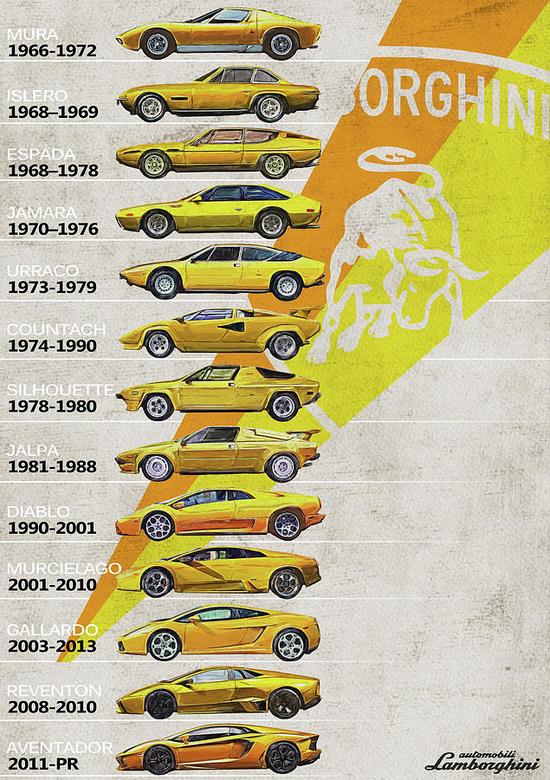 MURA
1966-1972
ISLERO
1968–1969
ESPADA
1968–1978
JAMARA
1970–1976
URRACO
1973-1979
COUNTACH
1974-1990
SILHOUETTE
1978-1980
JALPA
1981-1988
DIABLO
1990-2001
MURCIELAGO
2001-2010
GALLARDO
2003-2013
REVENTON
2008-2010
AVENTADOR
2011-PR
BORGHINI
automobili
Lamborghini